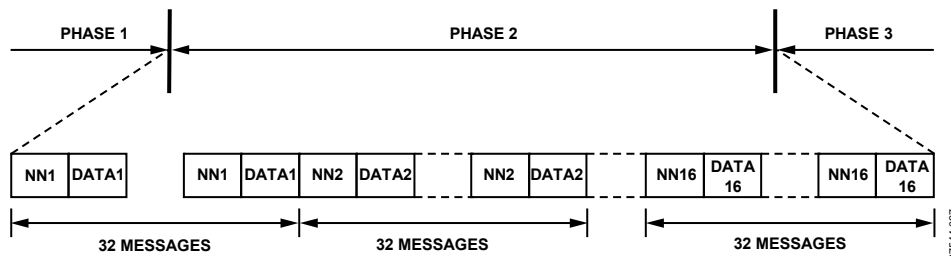 PHASE 1 PHASE 2 PHASE 3
NN1 DATA1 NN1 DATA1 NN2 DATA2 NN2 DATA2 NN16 DATA 16 NN16 DATA 16
32 MESSAGES 32 MESSAGES 32 MESSAGES